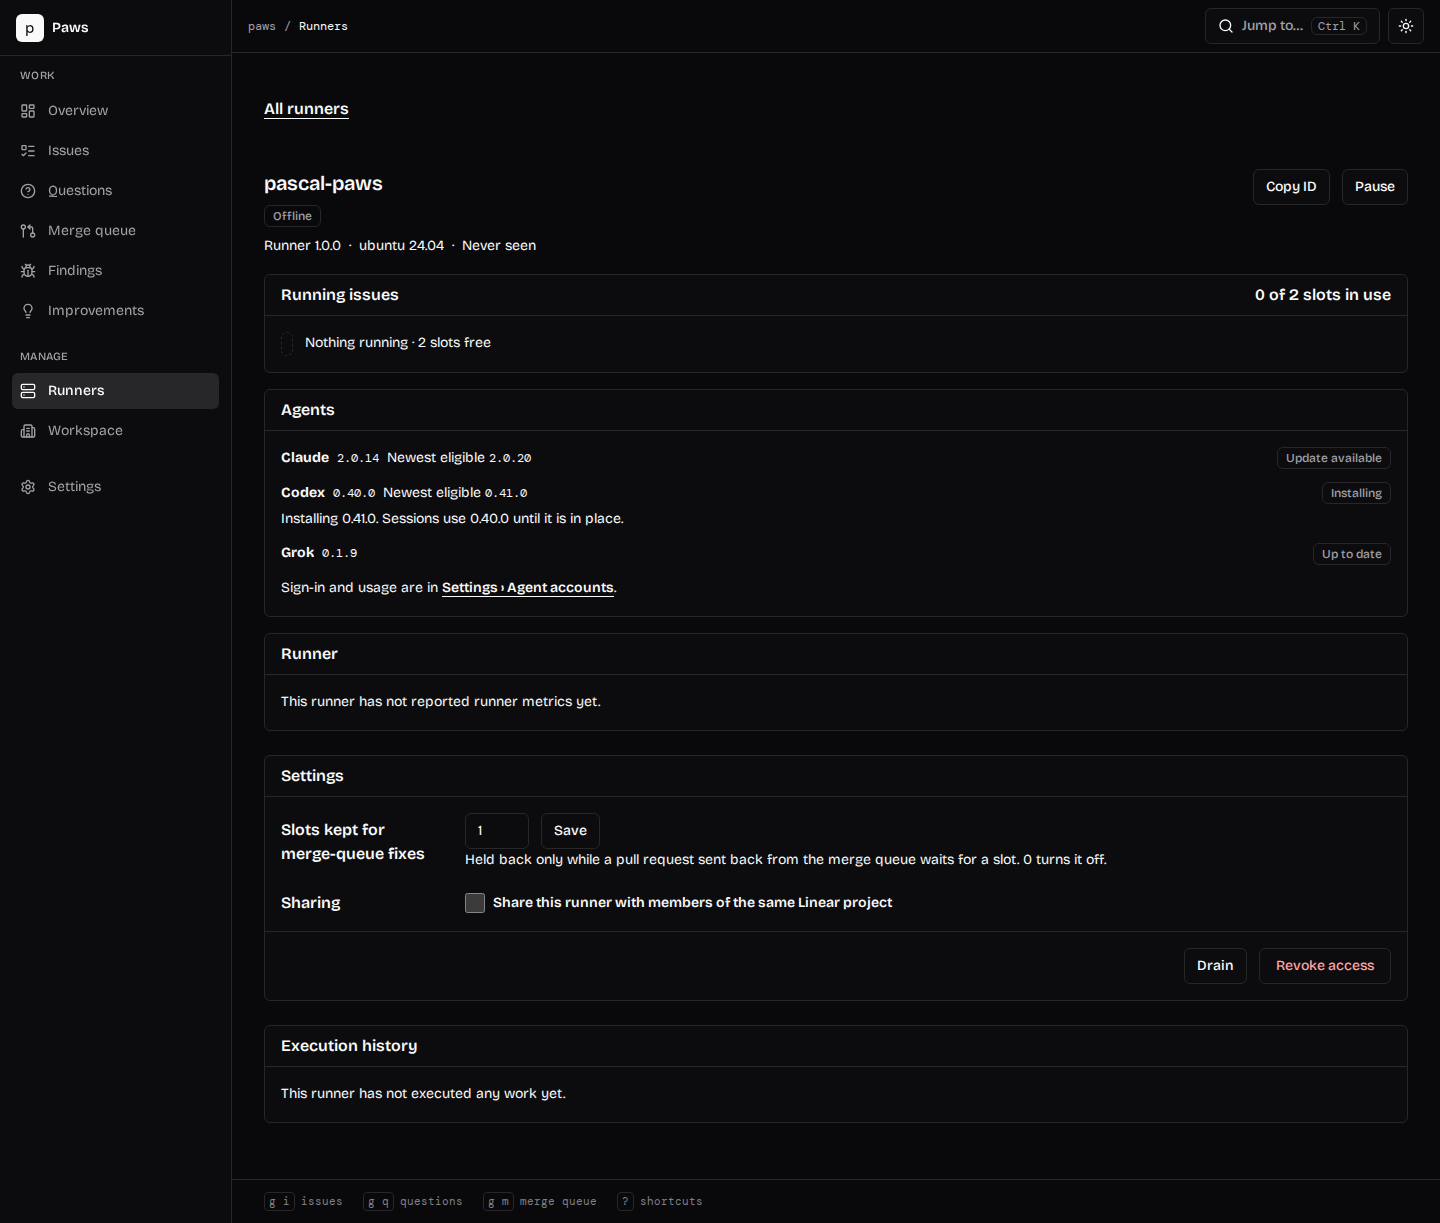 p Paws
paws / Runners
Jump to... Ctrl K
WORK
Overview
Issues
Questions
Merge queue
Findings
Improvements
MANAGE
Runners
Workspace
Settings
All runners
pascal-paws
Copy ID
Pause
Offline
Runner 1.0.0 · ubuntu 24.04 · Never seen
Running issues
0 of 2 slots in use
Nothing running · 2 slots free
Agents
Claude 2.0.14 Newest eligible 2.0.20
Update available
Codex 0.40.0 Newest eligible 0.41.0
Installing
Installing 0.41.0. Sessions use 0.40.0 until it is in place.
Grok 0.1.9
Up to date
Sign-in and usage are in Settings › Agent accounts.
Runner
This runner has not reported runner metrics yet.
Settings
Slots kept for
merge-queue fixes
1
Save
Held back only while a pull request sent back from the merge queue waits for a slot. 0 turns it off.
Sharing
Share this runner with members of the same Linear project
Drain
Revoke access
Execution history
This runner has not executed any work yet.
g i issues
g q questions
g m merge queue
? shortcuts